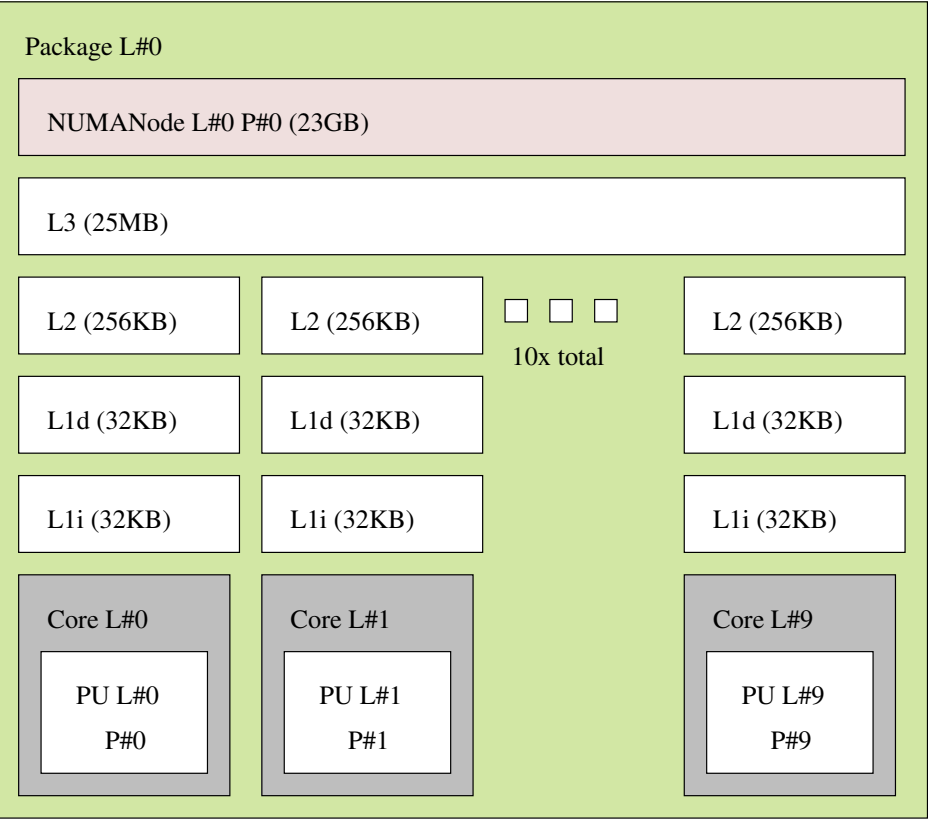 Package L#0
NUMANode L#0 P#0 (23GB)
L3 (25MB)
L2 (256KB)
L2 (256KB)
L2 (256KB)
10x total
L1d (32KB)
L1d (32KB)
L1d (32KB)
L1i (32KB)
L1i (32KB)
L1i (32KB)
Core L#0
Core L#1
Core L#9
PU L#0
P#0
PU L#1
P#1
PU L#9
P#9